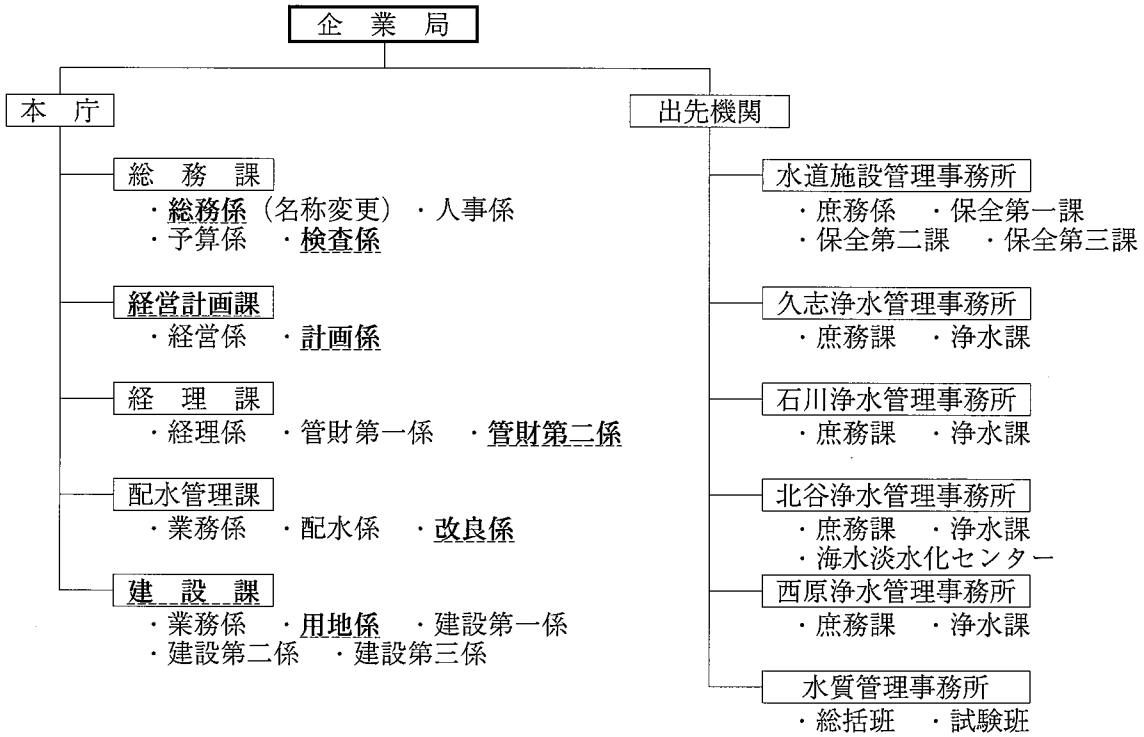 企業局
本庁
総務課
・総務係（名称変更）・人事係
・予算係 ・検査係
経営計画課
・経営係 ・計画係
経理課
・経理係 ・管財第一係 ・管財第二係
配水管理課
・業務係 ・配水係 ・改良係
建設課
・業務係 ・用地係 ・建設第一係
・建設第二係 ・建設第三係
出先機関
水道施設管理事務所
・庶務係 ・保全第一課
・保全第二課 ・保全第三課
久志浄水管理事務所
・庶務課 ・浄水課
石川浄水管理事務所
・庶務課 ・浄水課
北谷浄水管理事務所
・庶務課 ・浄水課
・海水淡水化センター
西原浄水管理事務所
・庶務課 ・浄水課
水質管理事務所
・総括班 ・試験班